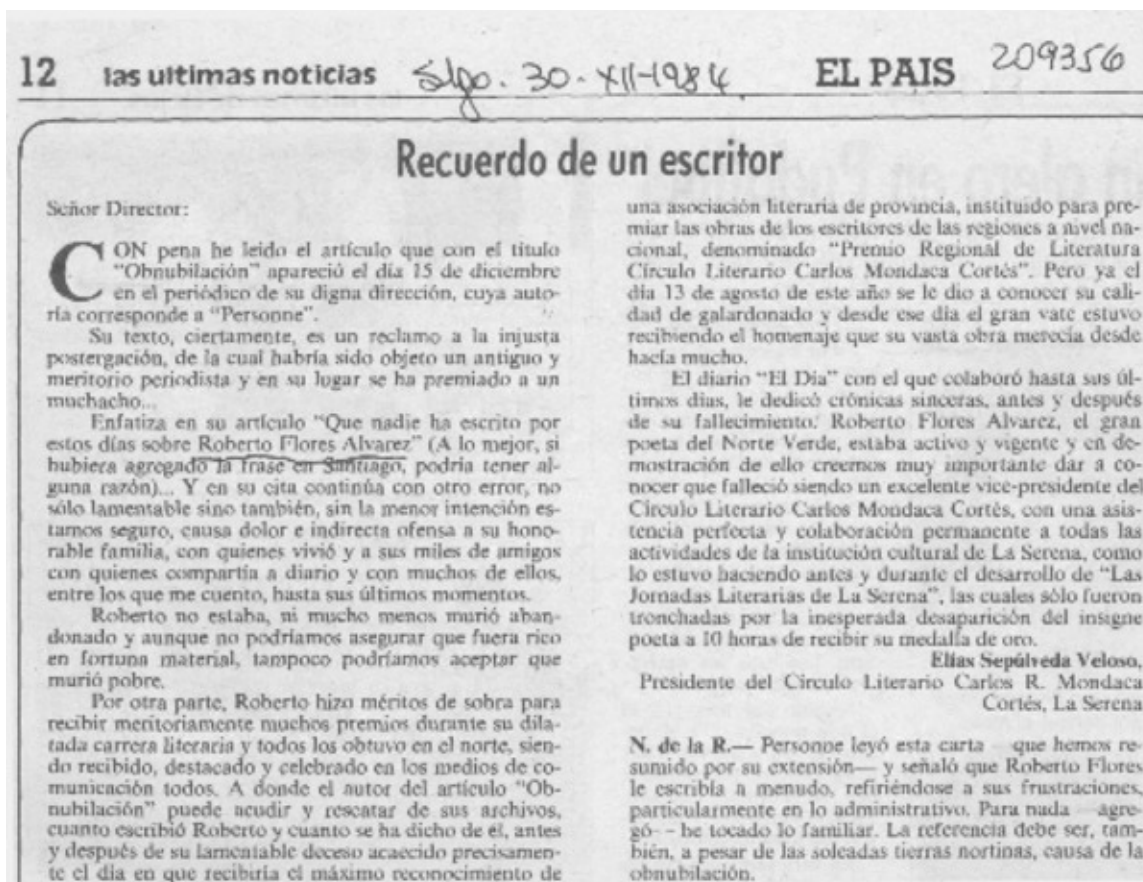 12 las ultimas noticias Stgo. 30-XII-1984. EL PAIS 209356
Recuerdo de un escritor
Señor Director:
CON pena he leído el artículo que con el título
"Obnubilación" apareció el día 15 de diciembre
en el periódico de su digna dirección, cuya auto-
ría corresponde a "Personne".
Su texto, ciertamente, es un reclamo a la injusta
postergación, de la cual habría sido objeto un antiguo y
meritorio periodista y en su lugar se ha premiado a un
muchacho...
Enfatiza en su artículo "Que nadie ha escrito por
estos días sobre Roberto Flores Alvarez" (A lo mejor, si
hubiera agregado la frase en Santiago, podría tener al-
guna razón)... Y en su cita continúa con otro error, no
sólo lamentable sino también, sin la menor intención es-
tamos seguro, causa dolor e indirecta ofensa a su hono-
rable familia, con quienes vivió y a sus miles de amigos
con quienes compartía a diario y con muchos de ellos,
entre los que me cuento, hasta sus últimos momentos.
Roberto no estaba, ni mucho menos murió aban-
donado y aunque no podríamos asegurar que fuera rico
en fortuna material, tampoco podríamos aceptar que
murió pobre.
Por otra parte, Roberto hizo méritos de sobra para
recibir meritoriamente muchos premios durante su dila-
tada carrera literaria y todos los obtuvo en el norte, sien-
do recibido, destacado y celebrado en los medios de co-
municación todos. A donde el autor del artículo "Ob-
nubilación" puede acudir y rescatar de sus archivos,
cuanto escribió Roberto y cuanto se ha dicho de él, antes
y después de su lamentable deceso acaecido precisamen-
te el día en que recibiría el máximo reconocimiento de
una asociación literaria de provincia, instituido para pre-
miar las obras de los escritores de las regiones a nivel na-
cional, denominado "Premio Regional de Literatura
Círculo Literario Carlos Mondaca Cortés". Pero ya el
día 13 de agosto de este año se le dio a conocer su cali-
dad de galardonado y desde ese día el gran vate estuvo
recibiendo el homenaje que su vasta obra merecía desde
hacía mucho.
El diario "El Día" con el que colaboró hasta sus úl-
timos días, le dedicó crónicas sinceras, antes y después
de su fallecimiento. Roberto Flores Alvarez, el gran
poeta del Norte Verde, estaba activo y vigente y en de-
mostración de ello creemos muy importante dar a co-
nocer que falleció siendo un excelente vice-presidente del
Círculo Literario Carlos Mondaca Cortés, con una asis-
tencia perfecta y colaboración permanente a todas las
actividades de la institución cultural de La Serena, como
lo estuvo haciendo antes y durante el desarrollo de "Las
Jornadas Literarias de La Serena", las cuales sólo fueron
tronchadas por la inesperada desaparición del insigne
poeta a 10 horas de recibir su medalla de oro.
Elías Sepúlveda Veloso,
Presidente del Círculo Literario Carlos R. Mondaca
Cortés, La Serena
N. de la R.— Personne leyó esta carta —que hemos re-
sumido por su extensión— y señaló que Roberto Flores
le escribía a menudo, refiriéndose a sus frustraciones,
particularmente en lo administrativo. Para nada —agre-
gó-- he tocado lo familiar. La referencia debe ser, tam-
bién, a pesar de las soleadas tierras nortinas, causa de la
obnubilación.